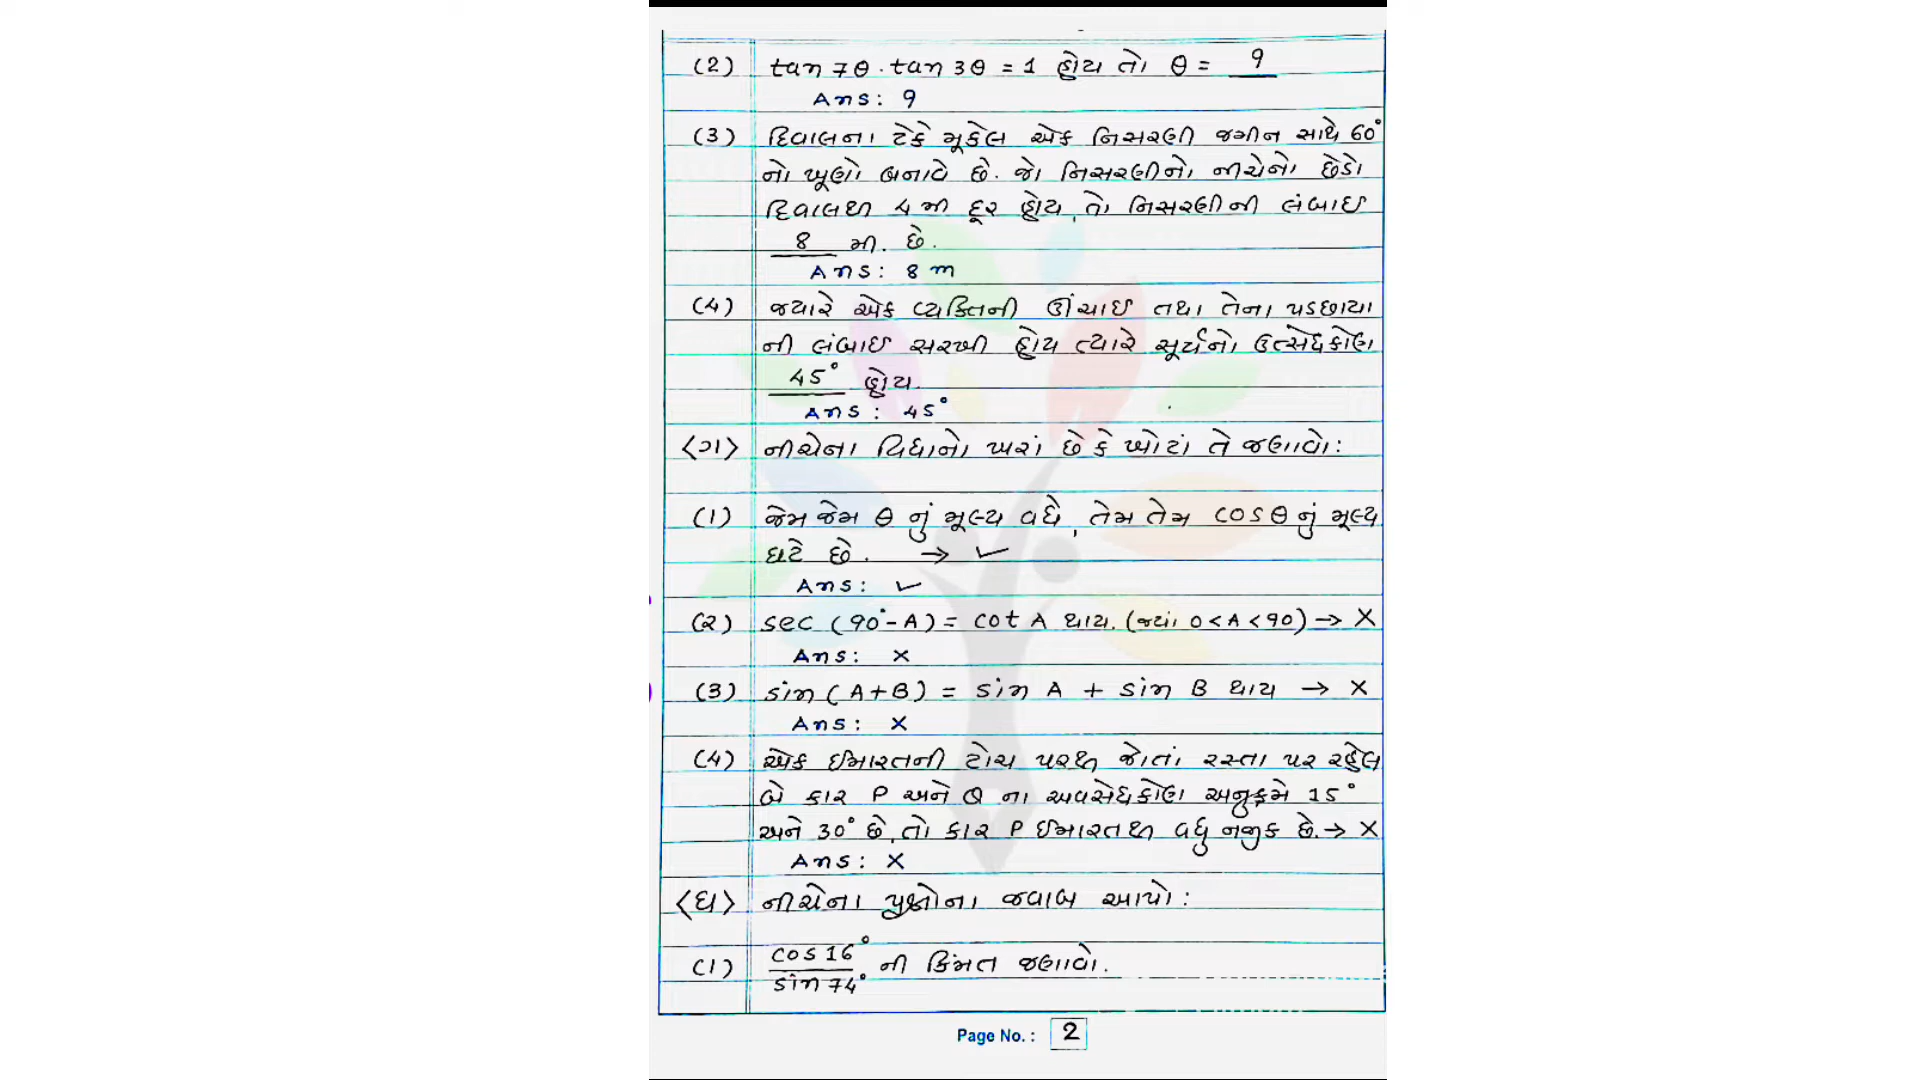 (2) tan 7θ · tan 3θ = 1 હોય તો θ = 9
Ans: 9
(3) દિવાલના ટેકે મૂકેલ એક નિસરણી જમીન સાથે 60°
નો ખૂણો બનાવે છે. જો નિસરણીનો નીચેનો છેડો
દિવાલથી 4 મી દૂર હોય, તો નિસરણીની લંબાઇ
8 મી. છે.
Ans: 8 m
(4) જયારે એક વ્યક્તિની ઊંચાઇ તથા તેના પડછાયા
ની લંબાઇ સરખી હોય ત્યારે સૂર્યનો ઉત્સેધકોણ
45° હોય.
Ans: 45°
<ગ> નીચેના વિધાનો ખરાં છે કે ખોટાં તે જણાવો:
(1) જેમ જેમ θ નું મૂલ્ય વધે, તેમ તેમ cosθ નું મૂલ્ય
ઘટે છે. → ✓
Ans: ✓
(2) sec (90°-A) = cot A થાય. (જ્યાં 0 < A < 90) → X
Ans: X
(3) sin (A+B) = sin A + sin B થાય → X
Ans: X
(4) એક ઈમારતની ટોચ પરથી જોતાં રસ્તા પર રહેલ
બે કાર P અને Q ના અવસેધકોણ અનુક્રમે 15°
અને 30° છે, તો કાર P ઈમારતથી વધુ નજીક છે. → X
Ans: X
<ઘ> નીચેના પ્રશ્નોના જવાબ આપો:
(1) cos 16° / sin 74° ની કિંમત જણાવો.
Page No.: 2